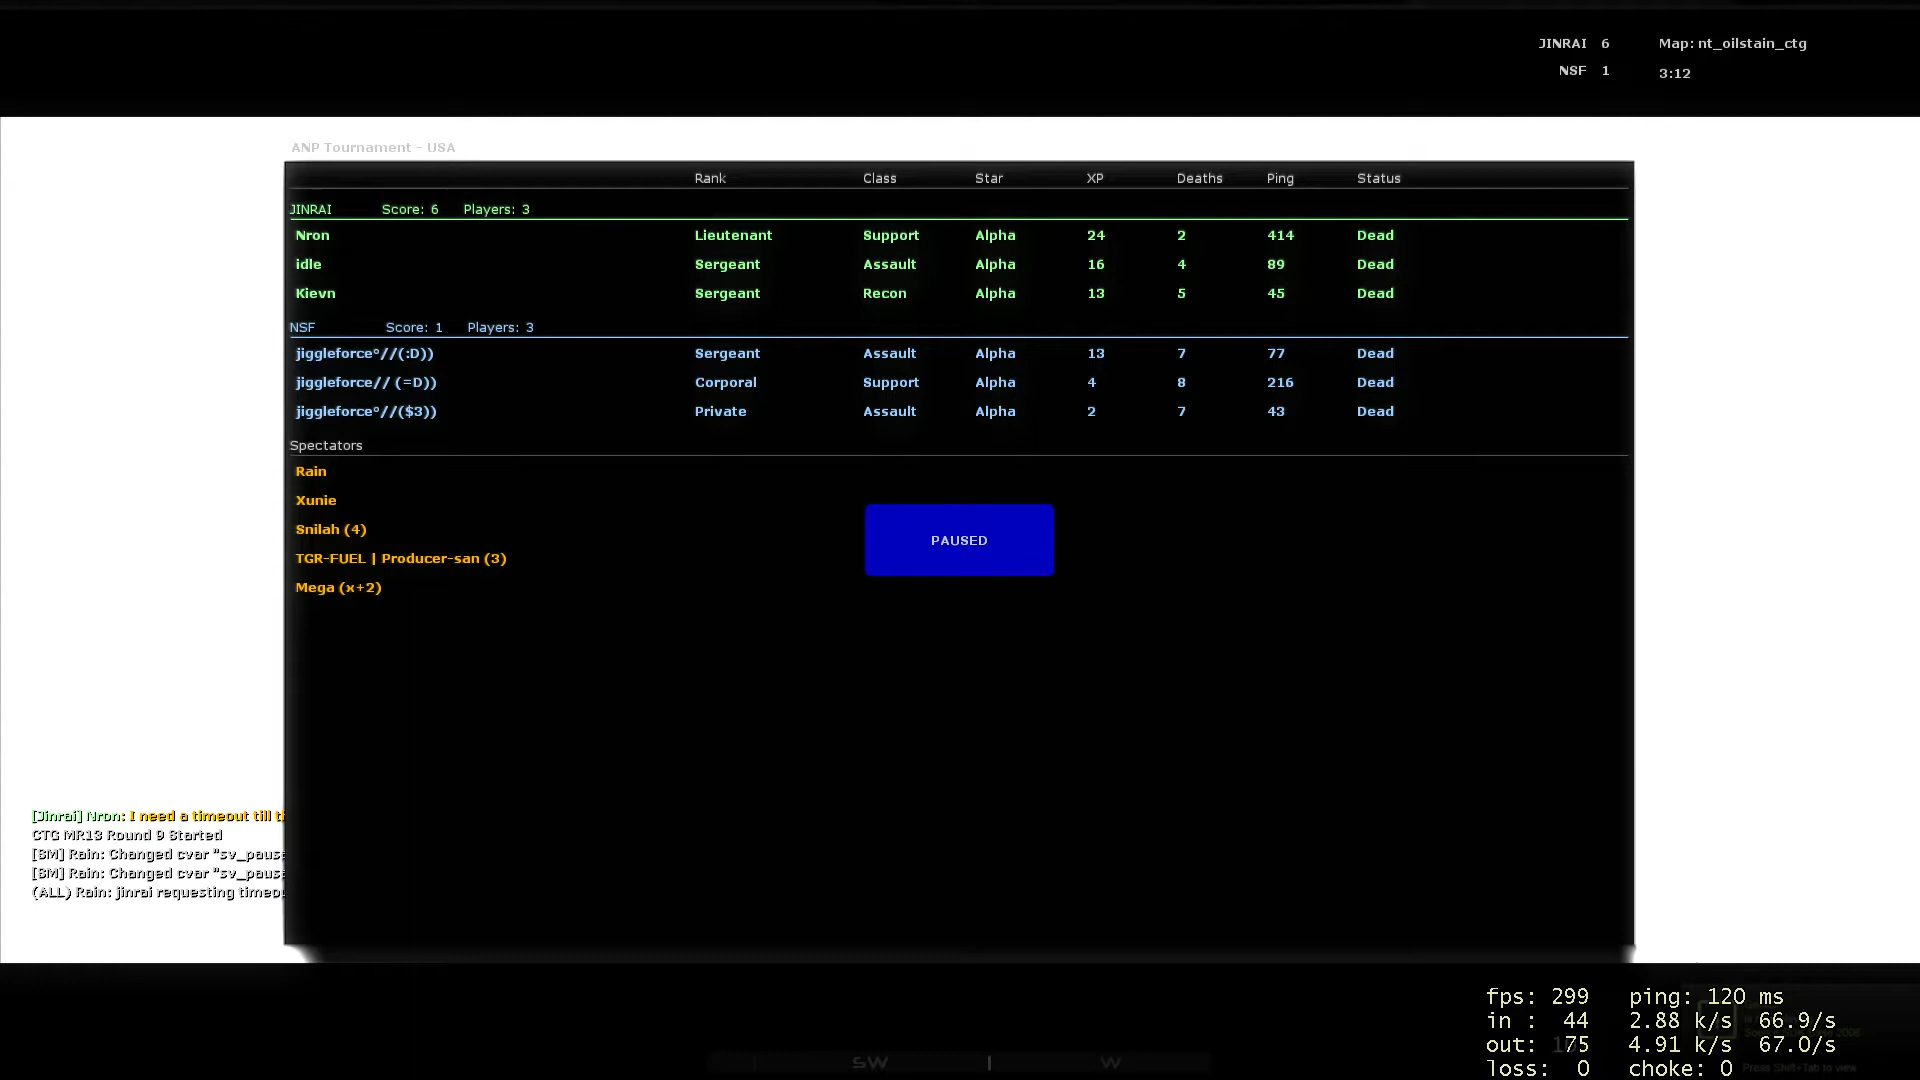 JINRAI 6 Map: nt_oilstain_ctg
NSF 1 3:12
ANP Tournament - USA
Rank Class Star XP Deaths Ping Status
JINRAI Score: 6 Players: 3
Nron Lieutenant Support Alpha 24 2 414 Dead
idle Sergeant Assault Alpha 16 4 89 Dead
Kievn Sergeant Recon Alpha 13 5 45 Dead
NSF Score: 1 Players: 3
jiggleforce°//(:D)) Sergeant Assault Alpha 13 7 77 Dead
jiggleforce// (=D)) Corporal Support Alpha 4 8 216 Dead
jiggleforce°//($3)) Private Assault Alpha 2 7 43 Dead
Spectators
Rain
Xunie
Snilah (4)
PAUSED
TGR-FUEL | Producer-san (3)
Mega (x+2)
[Jinrai] Nron: I need a timeout till th
CTG MR13 Round 9 Started
[SM] Rain: Changed cvar "sv_paus
[SM] Rain: Changed cvar "sv_paus
(ALL) Rain: jinrai requesting timeo
fps: 299 ping: 120 ms
in : 44 2.88 k/s 66.9/s
out: 75 4.91 k/s 67.0/s
loss: 0 choke: 0
SW | W
Press Shift+Tab to view